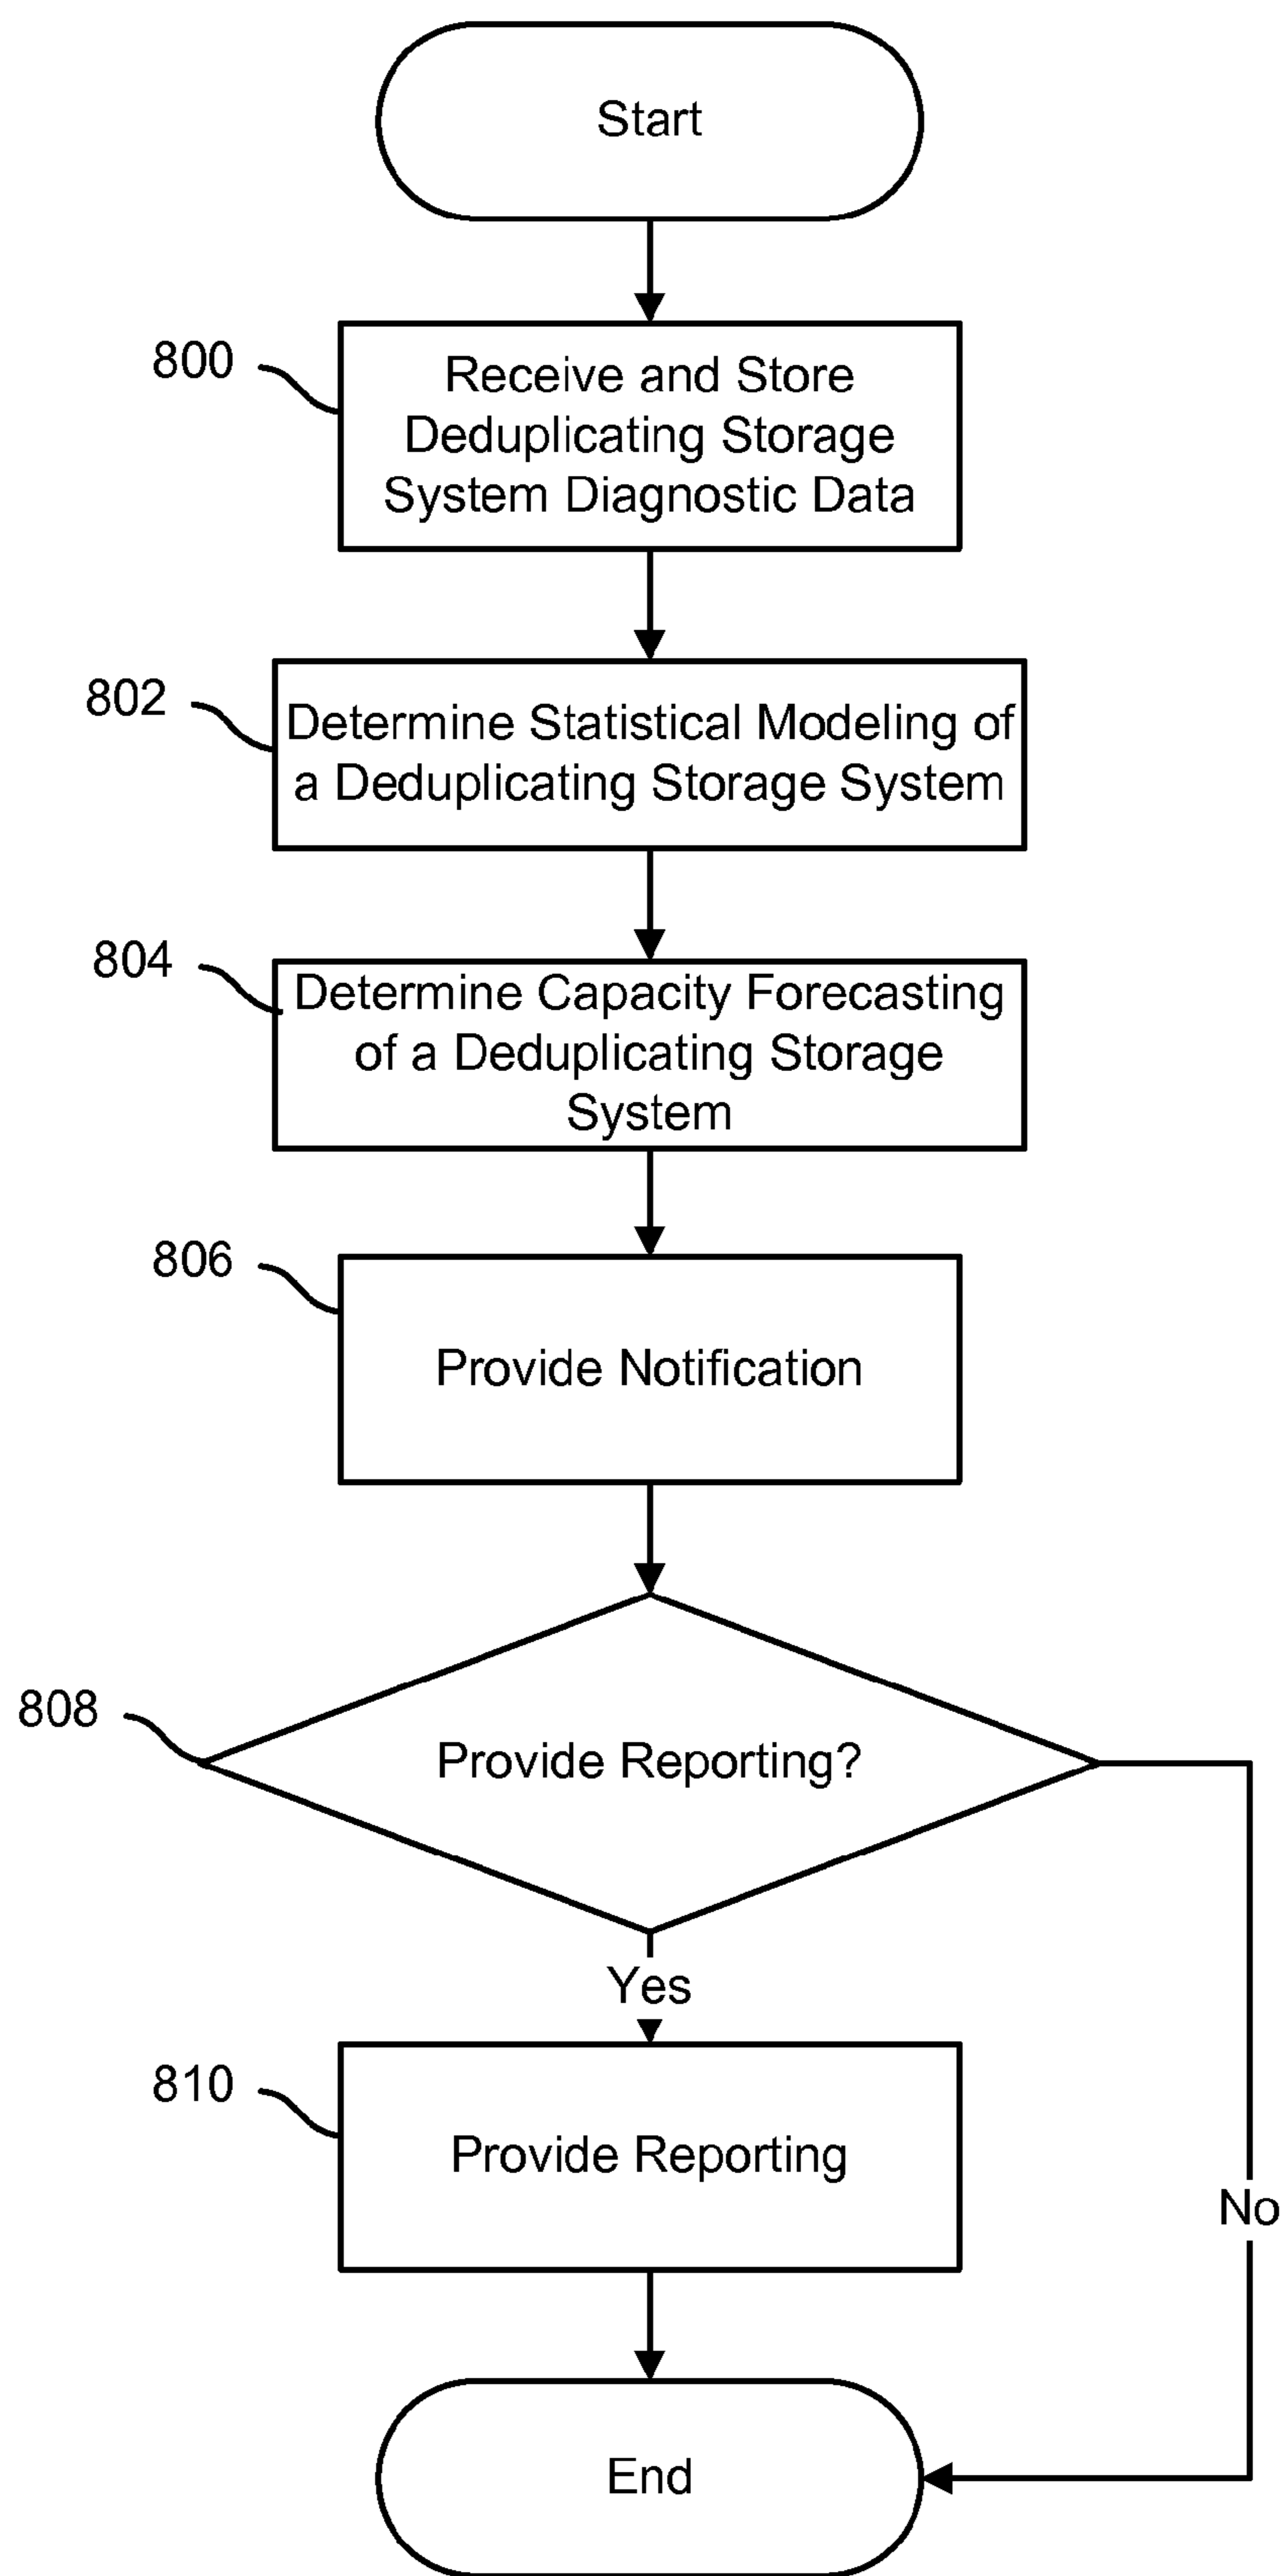 Start
800
Receive and Store
Deduplicating Storage
System Diagnostic Data
802
Determine Statistical Modeling of
a Deduplicating Storage System
804
Determine Capacity Forecasting
of a Deduplicating Storage
System
806
Provide Notification
808
Provide Reporting?
Yes
810
Provide Reporting
No
End